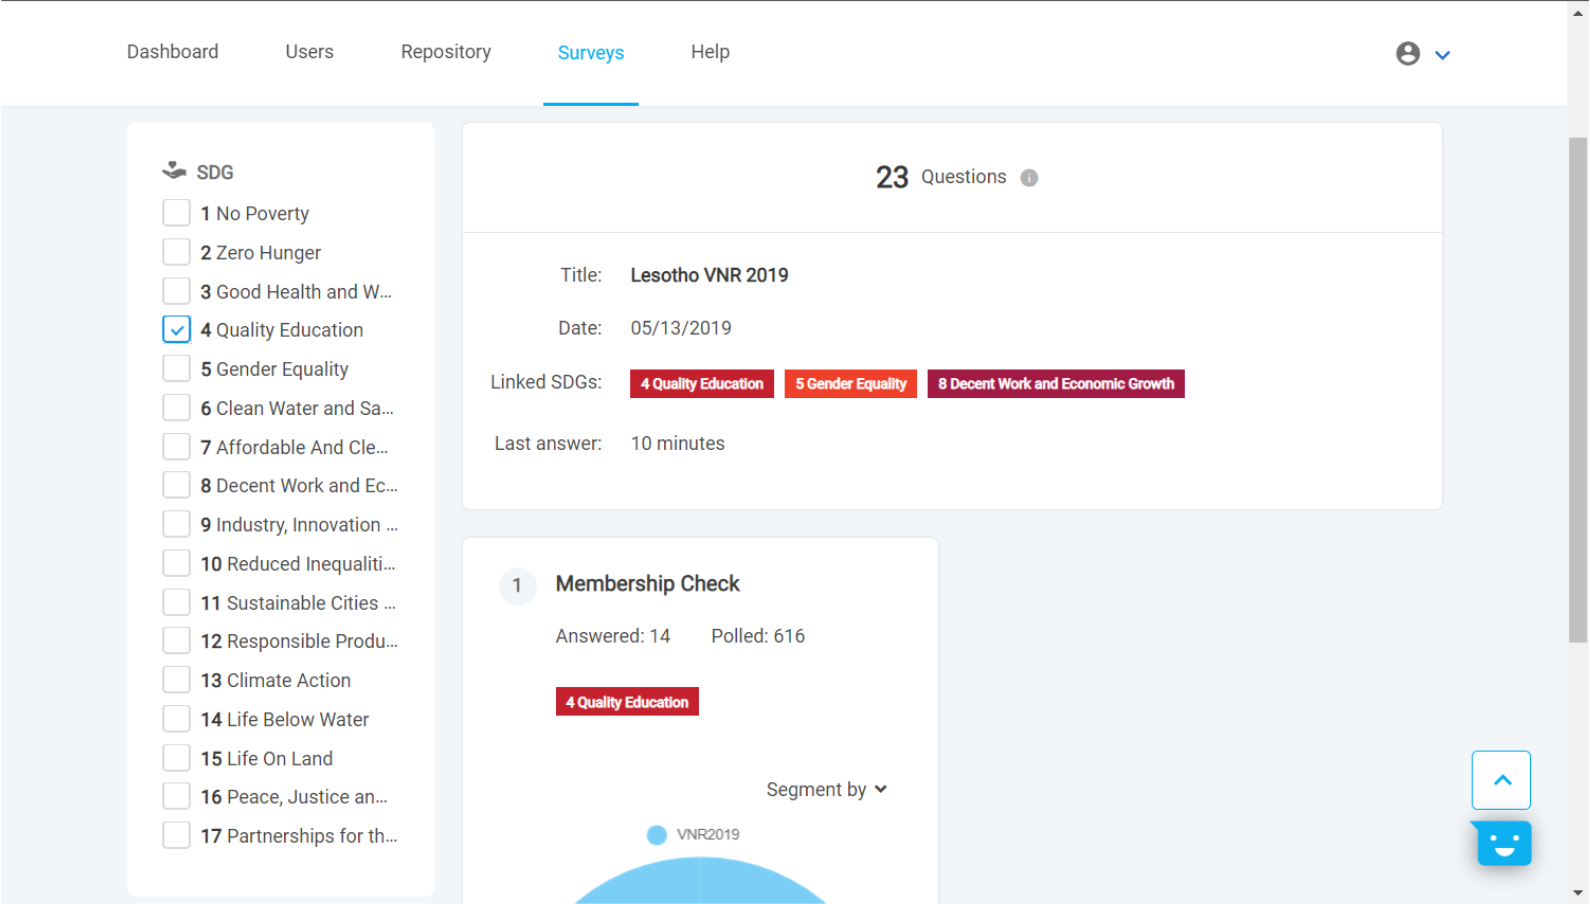 Dashboard Users Repository Surveys Help
SDG
1 No Poverty
2 Zero Hunger
3 Good Health and W...
4 Quality Education
5 Gender Equality
6 Clean Water and Sa...
7 Affordable And Cle...
8 Decent Work and Ec...
9 Industry, Innovation ...
10 Reduced Inequaliti...
11 Sustainable Cities ...
12 Responsible Produ...
13 Climate Action
14 Life Below Water
15 Life On Land
16 Peace, Justice an...
17 Partnerships for th...
23 Questions
Title: Lesotho VNR 2019
Date: 05/13/2019
Linked SDGs: 4 Quality Education 5 Gender Equality 8 Decent Work and Economic Growth
Last answer: 10 minutes
1 Membership Check
Answered: 14 Polled: 616
4 Quality Education
Segment by
VNR2019